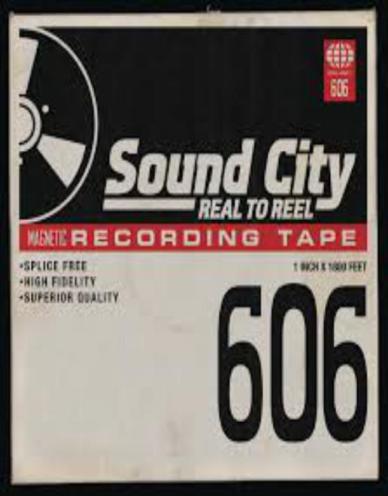 606
Sound City
REAL TO REEL
MAGNETIC RECORDING TAPE
•SPLICE FREE
1 INCH X 1800 FEET
•HIGH FIDELITY
•SUPERIOR QUALITY
606